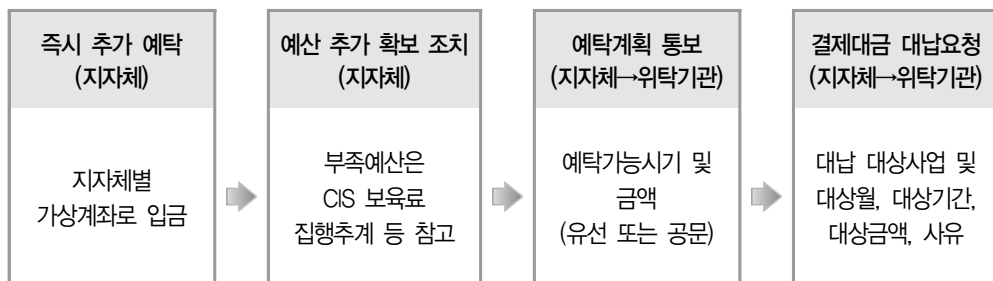 즉시 추가 예탁
(지자체)
지자체별
가상계좌로 입금
예산 추가 확보 조치
(지자체)
부족예산은
CIS 보육료
집행추계 등 참고
예탁계획 통보
(지자체→위탁기관)
예탁가능시기 및
금액
(유선 또는 공문)
결제대금 대납요청
(지자체→위탁기관)
대납 대상사업 및
대상월, 대상기간,
대상금액, 사유